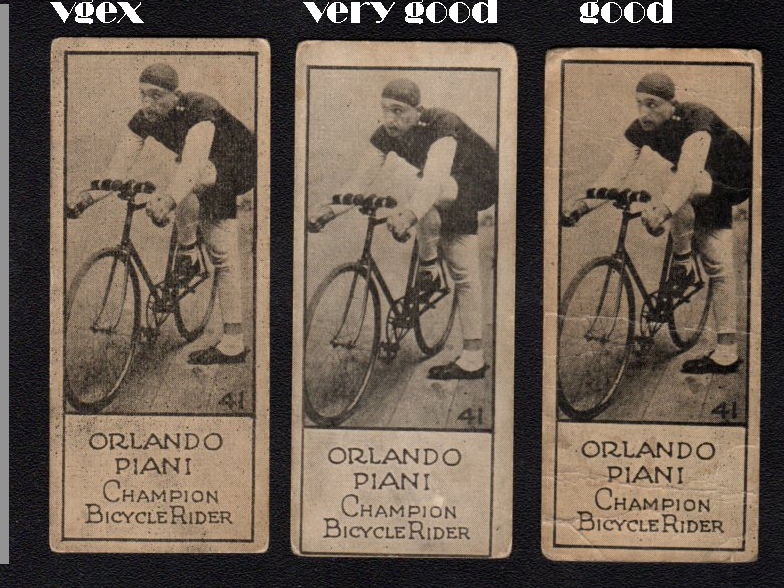 vgex
very good
good
41
ORLANDO
PIANI
CHAMPION
BICYCLE RIDER
41
ORLANDO
PIANI
CHAMPION
BICYCLE RIDER
41
ORLANDO
PIANI
CHAMPION
BICYCLE RIDER